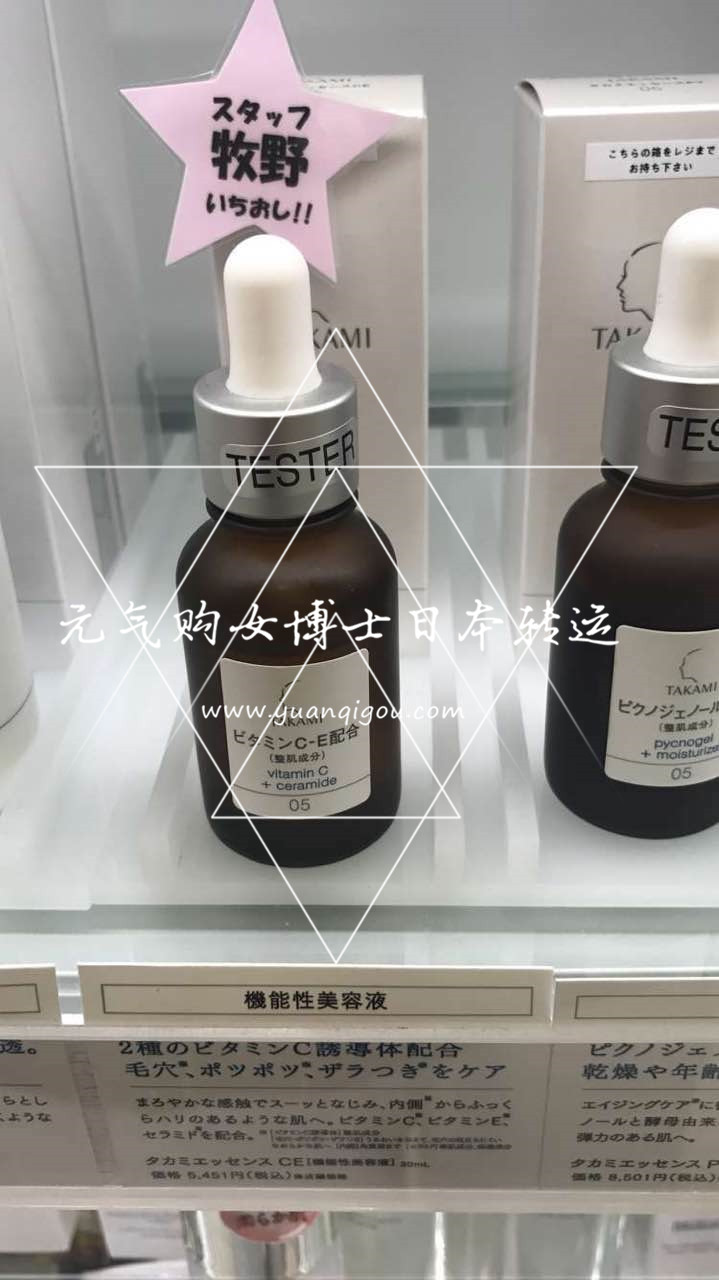 スタッフ
牧野
いちおし!!
TAKAMI
こちらの箱をレジまで
お持ち下さい
TAKAMI
TESTER
元气购女博士日本转运
www.yuanqigou.com
TAKAMI
ビタミンC-E配合
(整肌成分)
vitamin C
+ ceramide
05
TAKAMI
ピクノジェノール
(整肌成分)
pycnogel
+ moisturize
05
機能性美容液
透。
2種のビタミンC誘導体配合
毛穴※、ポツポツ※、ザラつき※をケア
まろやかな感触でスーッとなじみ、内側※からふっく
らハリのあるような肌へ。ビタミンC※、ビタミンE※、
セラミド※を配合。
タカミエッセンス CE [機能性美容液] 30mL
価格 5,451円(税込)
ピクノジェ
乾燥や年齢
エイジングケア※に
ノールと酵母由来
弾力のある肌へ。
タカミエッセンス P
価格 8,501円(税込)